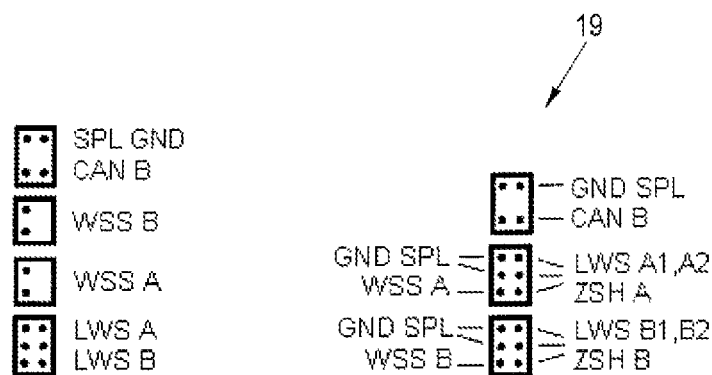 19
SPL GND
CAN B
WSS B
WSS A
LWS A
LWS B
GND SPL
CAN B
GND SPL
WSS A
LWS A1,A2
ZSH A
GND SPL
WSS B
LWS B1,B2
ZSH B